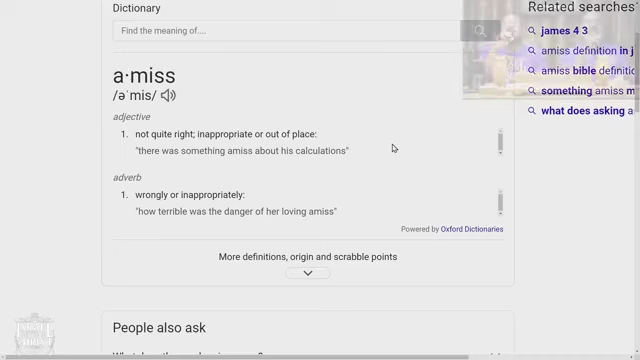 Dictionary
Related searches
Find the meaning of....
james 4 3
amiss definition in j
amiss bible definitio
something amiss m
what does asking a
a·miss
/əˈmis/
adjective
1. not quite right; inappropriate or out of place:
"there was something amiss about his calculations"
adverb
1. wrongly or inappropriately:
"how terrible was the danger of her loving amiss"
Powered by Oxford Dictionaries
More definitions, origin and scrabble points
People also ask